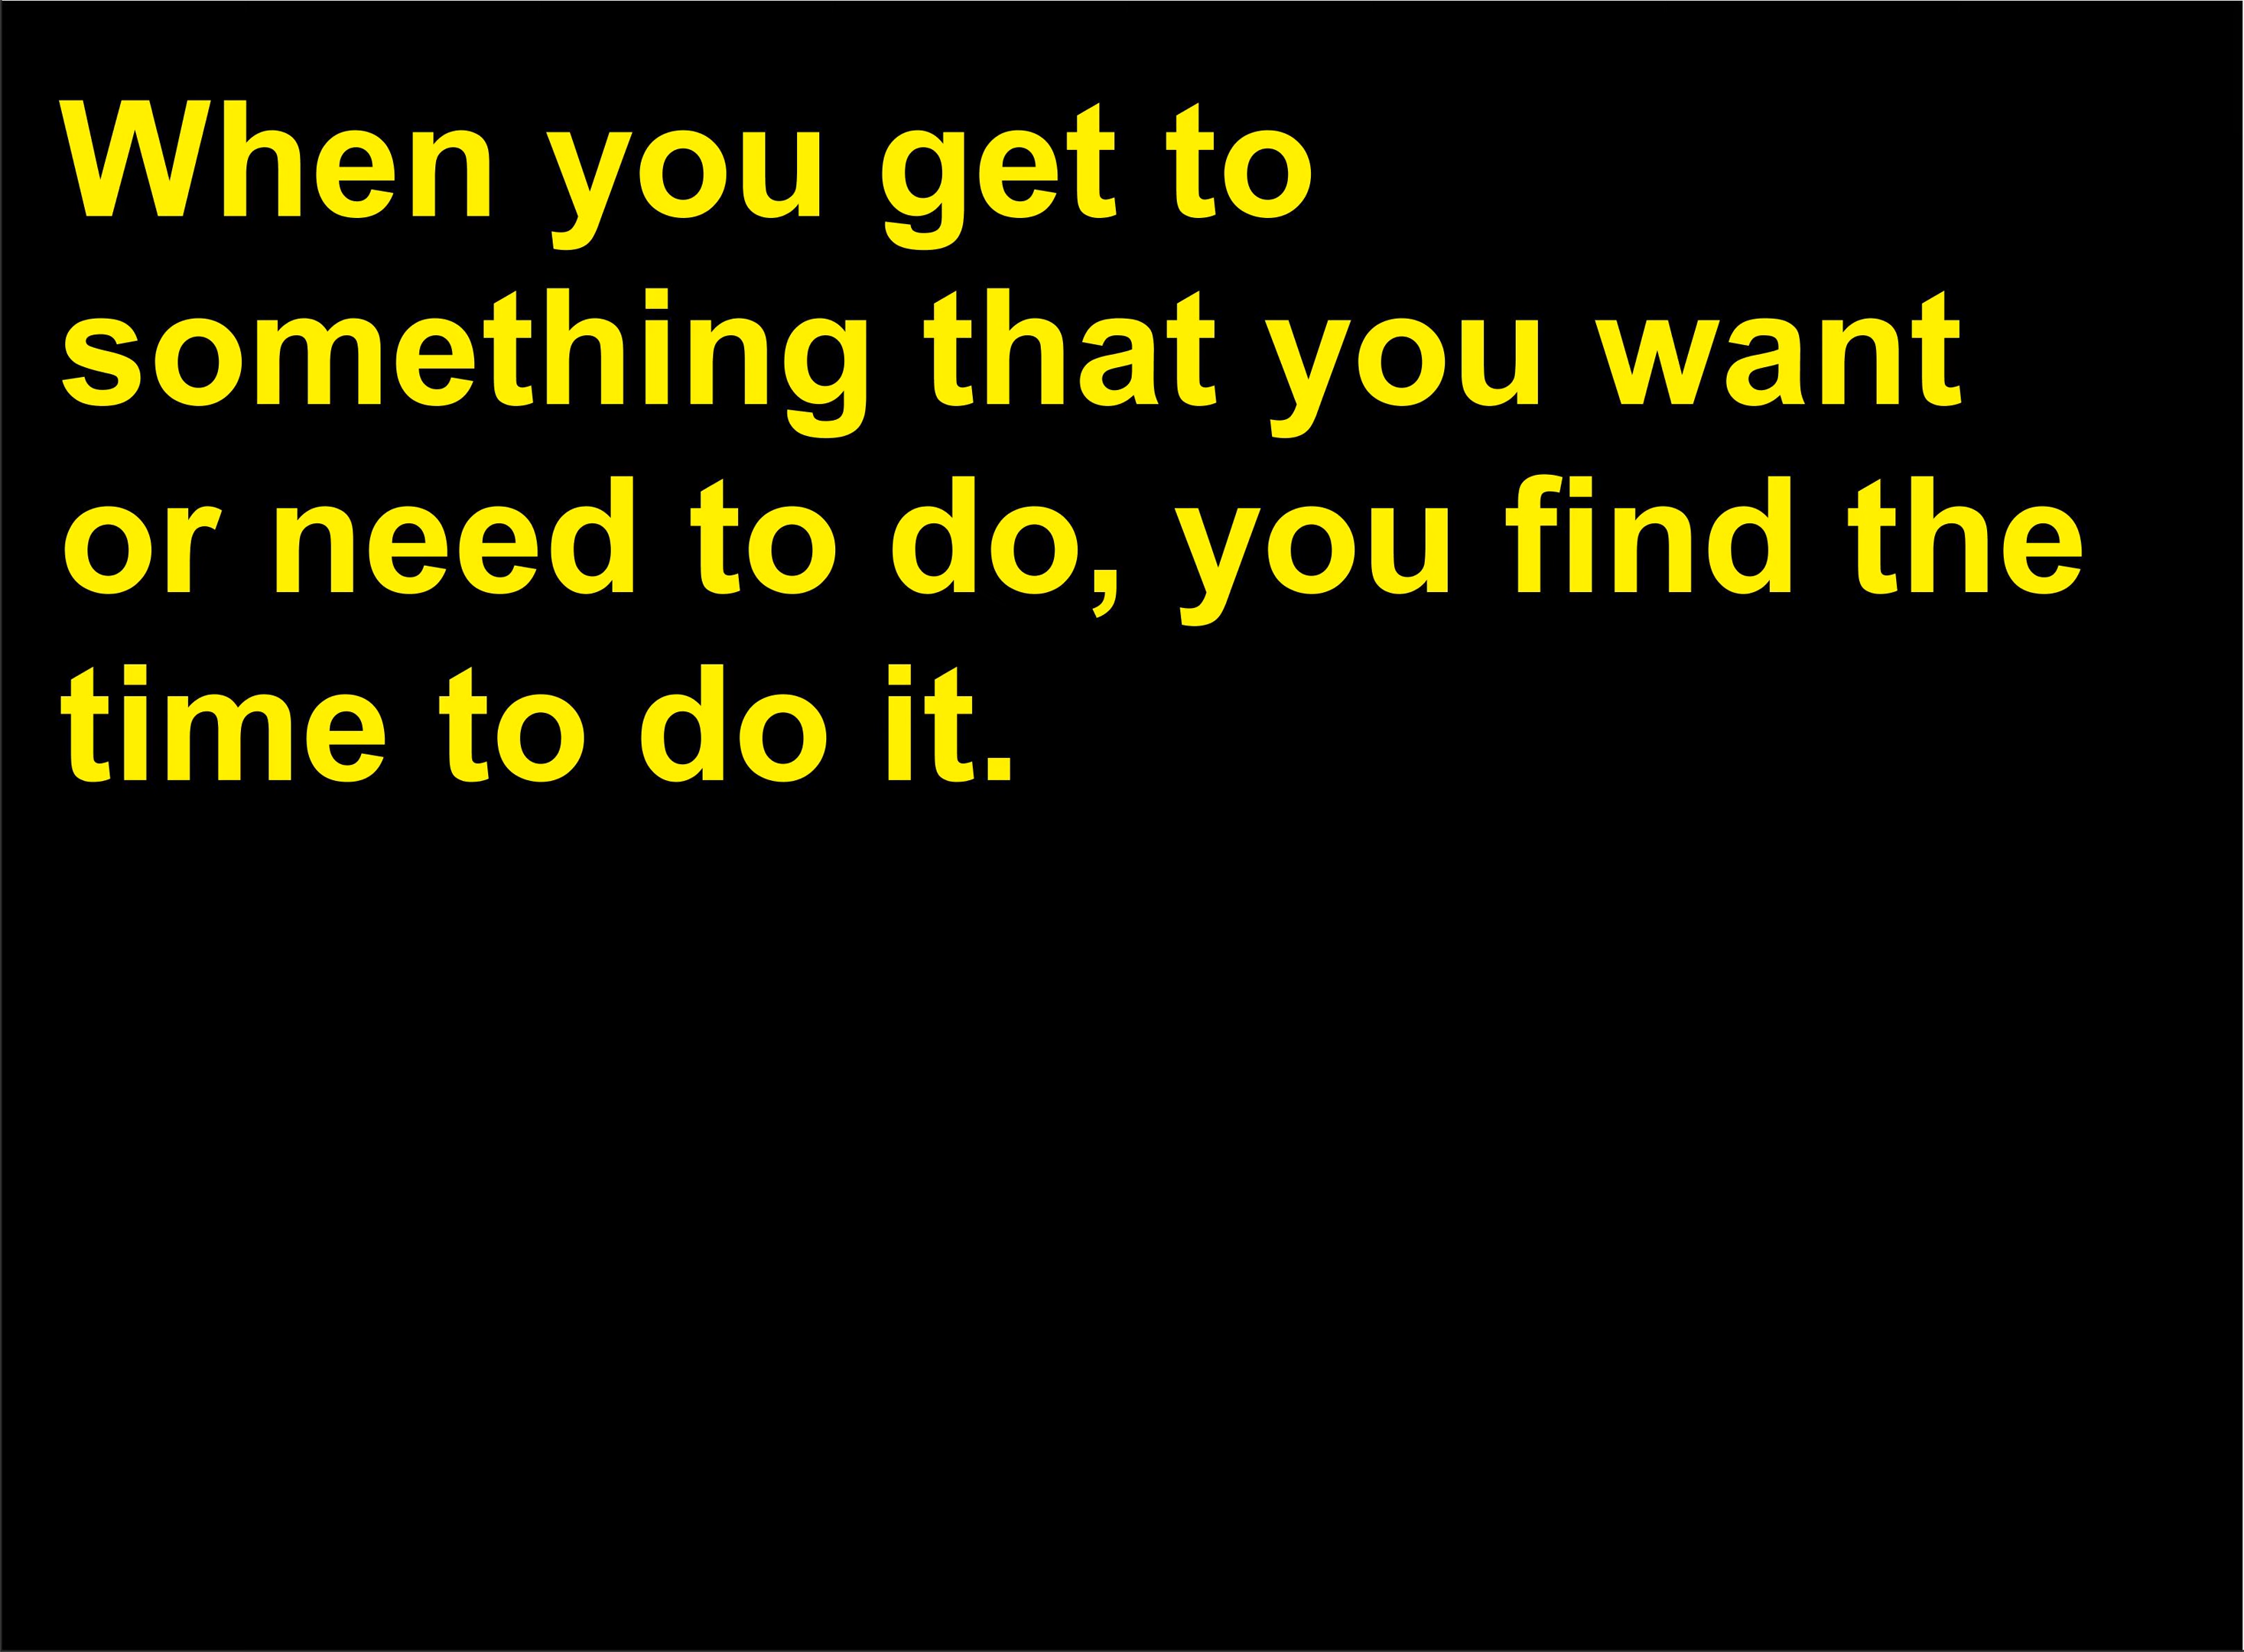 When you get to
something that you want
or need to do, you find the
time to do it.